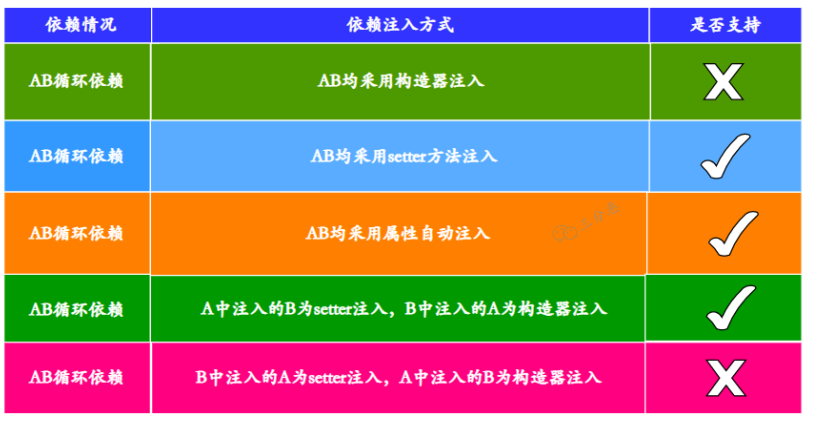 依赖情况 依赖注入方式 是否支持
AB循环依赖 AB均采用构造器注入
AB循环依赖 AB均采用setter方法注入
AB循环依赖 AB均采用属性自动注入
AB循环依赖 A中注入的B为setter注入，B中注入的A为构造器注入
AB循环依赖 B中注入的A为setter注入，A中注入的B为构造器注入